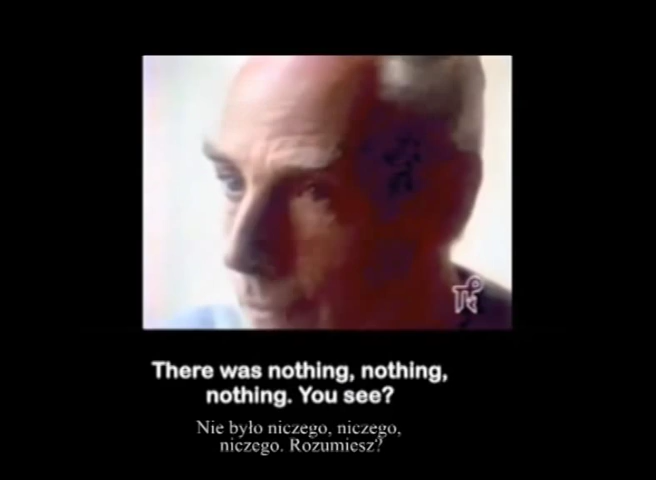 There was nothing, nothing,
nothing. You see?
Nie było niczego, niczego,
niczego. Rozumiesz?